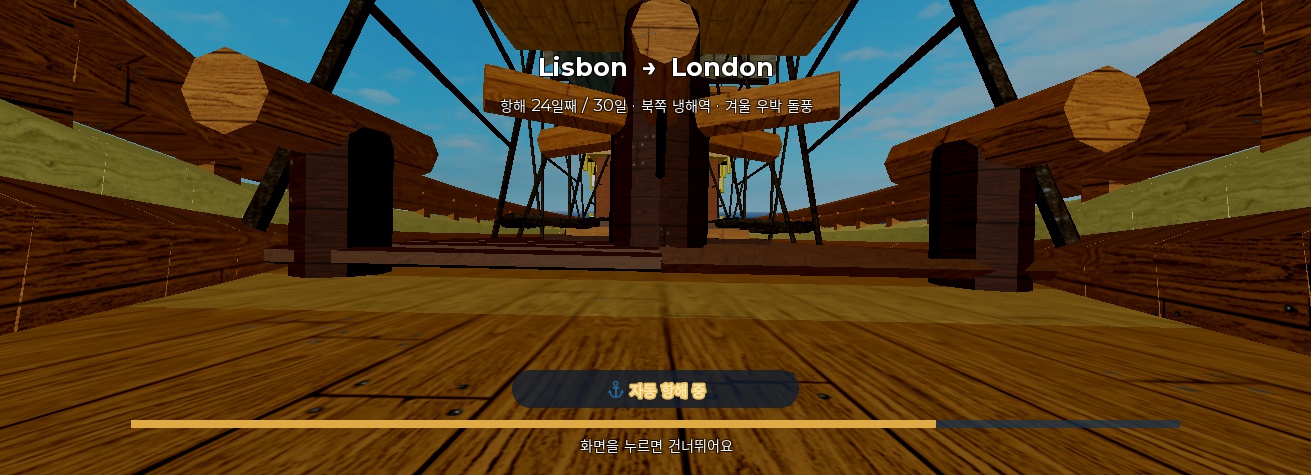 Lisbon → London
항해 24일째 / 30일 · 북쪽 냉해역 · 겨울 우박 돌풍
⚓ 자동 항해 중
화면을 누르면 건너뛰어요